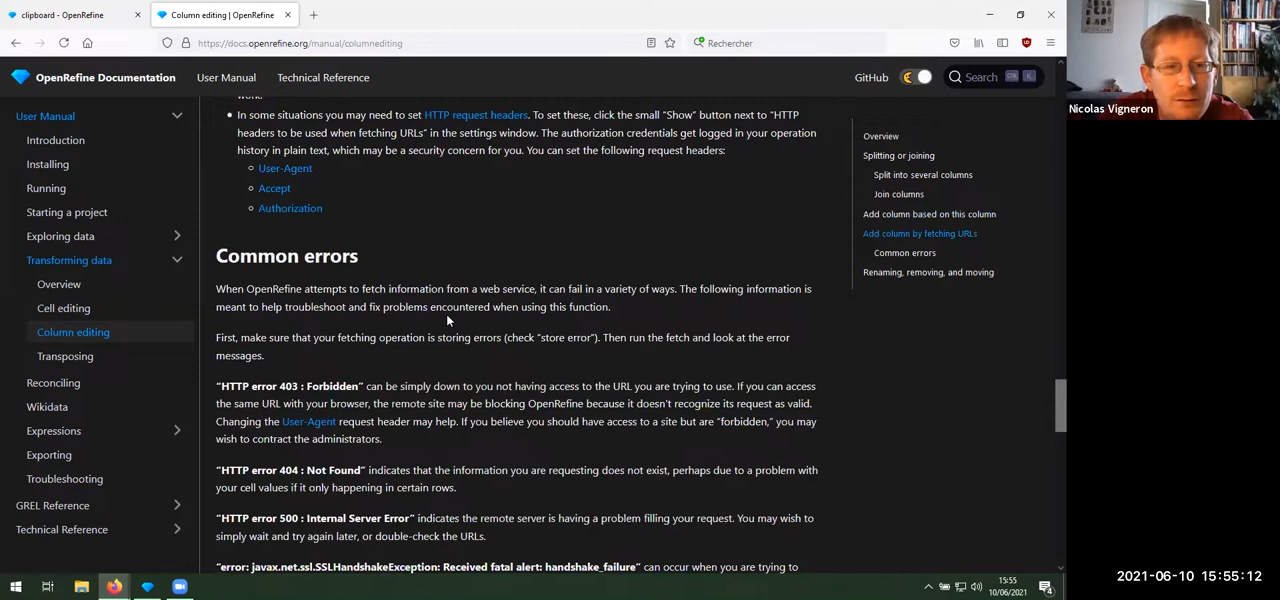 clipboard - OpenRefine
Column editing | OpenRefine
https://docs.openrefine.org/manual/columnediting
Rechercher
OpenRefine Documentation
User Manual
Technical Reference
GitHub
Search
K
Nicolas Vigneron
User Manual
Introduction
Installing
Running
Starting a project
Exploring data
Transforming data
Overview
Cell editing
Column editing
Transposing
Reconciling
Wikidata
Expressions
Exporting
Troubleshooting
GREL Reference
Technical Reference
work.
In some situations you may need to set HTTP request headers. To set these, click the small “Show” button next to “HTTP
headers to be used when fetching URLs” in the settings window. The authorization credentials get logged in your operation
history in plain text, which may be a security concern for you. You can set the following request headers:
User-Agent
Accept
Authorization
Common errors
When OpenRefine attempts to fetch information from a web service, it can fail in a variety of ways. The following information is
meant to help troubleshoot and fix problems encountered when using this function.
First, make sure that your fetching operation is storing errors (check “store error”). Then run the fetch and look at the error
messages.
“HTTP error 403 : Forbidden” can be simply down to you not having access to the URL you are trying to use. If you can access
the same URL with your browser, the remote site may be blocking OpenRefine because it doesn't recognize its request as valid.
Changing the User-Agent request header may help. If you believe you should have access to a site but are “forbidden,” you may
wish to contract the administrators.
“HTTP error 404 : Not Found” indicates that the information you are requesting does not exist, perhaps due to a problem with
your cell values if it only happening in certain rows.
“HTTP error 500 : Internal Server Error” indicates the remote server is having a problem filling your request. You may wish to
simply wait and try again later, or double-check the URLs.
“error: javax.net.ssl.SSLHandshakeException: Received fatal alert: handshake_failure” can occur when you are trying to
Overview
Splitting or joining
Split into several columns
Join columns
Add column based on this column
Add column by fetching URLs
Common errors
Renaming, removing, and moving
15:55
10/06/2021
4
2021-06-10 15:55:12